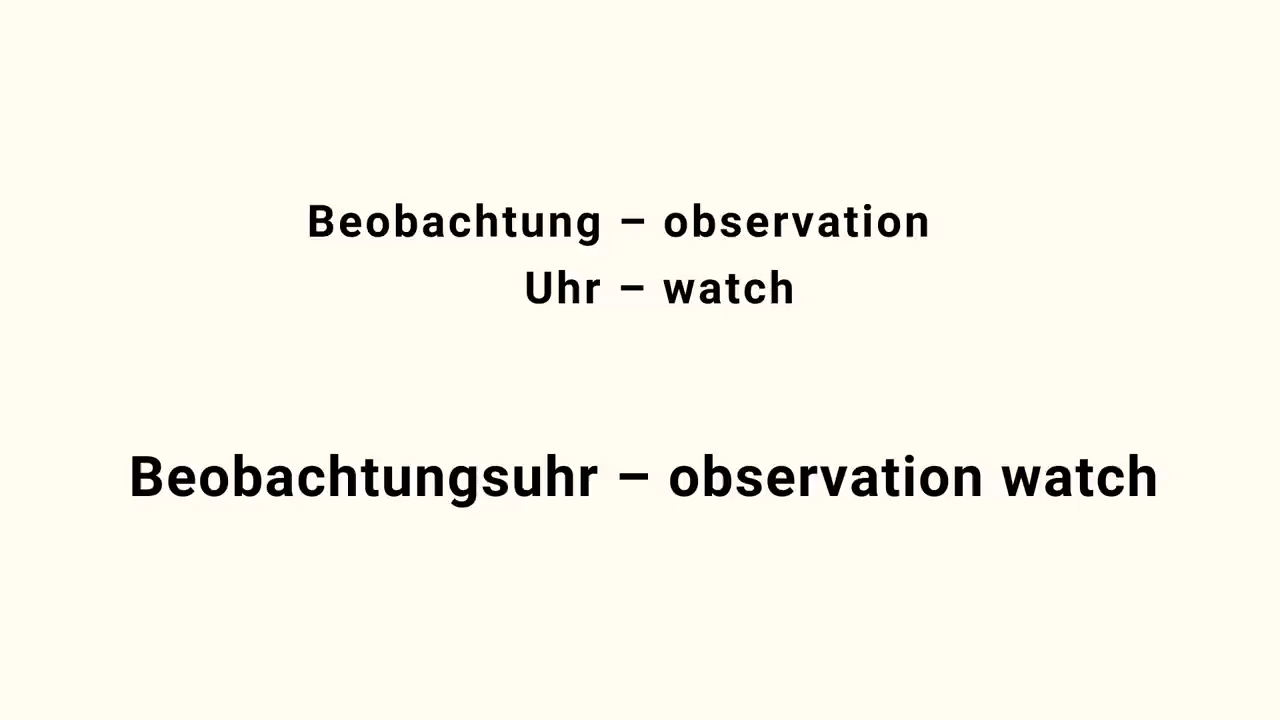 Beobachtung – observation
Uhr – watch
Beobachtungsuhr – observation watch